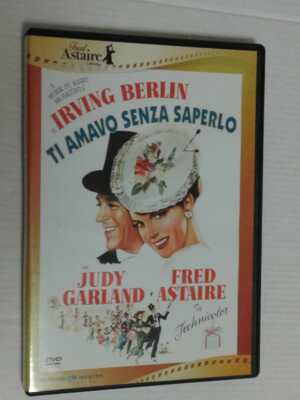 Fred
Astaire
IRVING BERLIN
TI AMAVO SENZA SAPERLO
JUDY
GARLAND
FRED
ASTAIRE
Technicolor
DVD